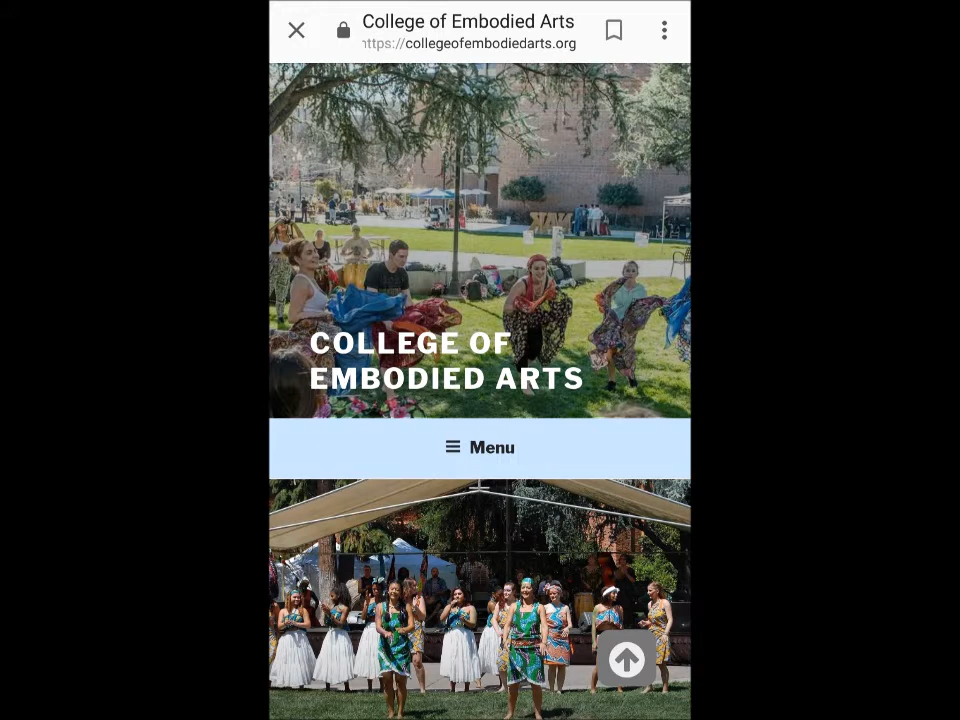 College of Embodied Arts
https://collegeofembodiedarts.org
COLLEGE OF
EMBODIED ARTS
Menu